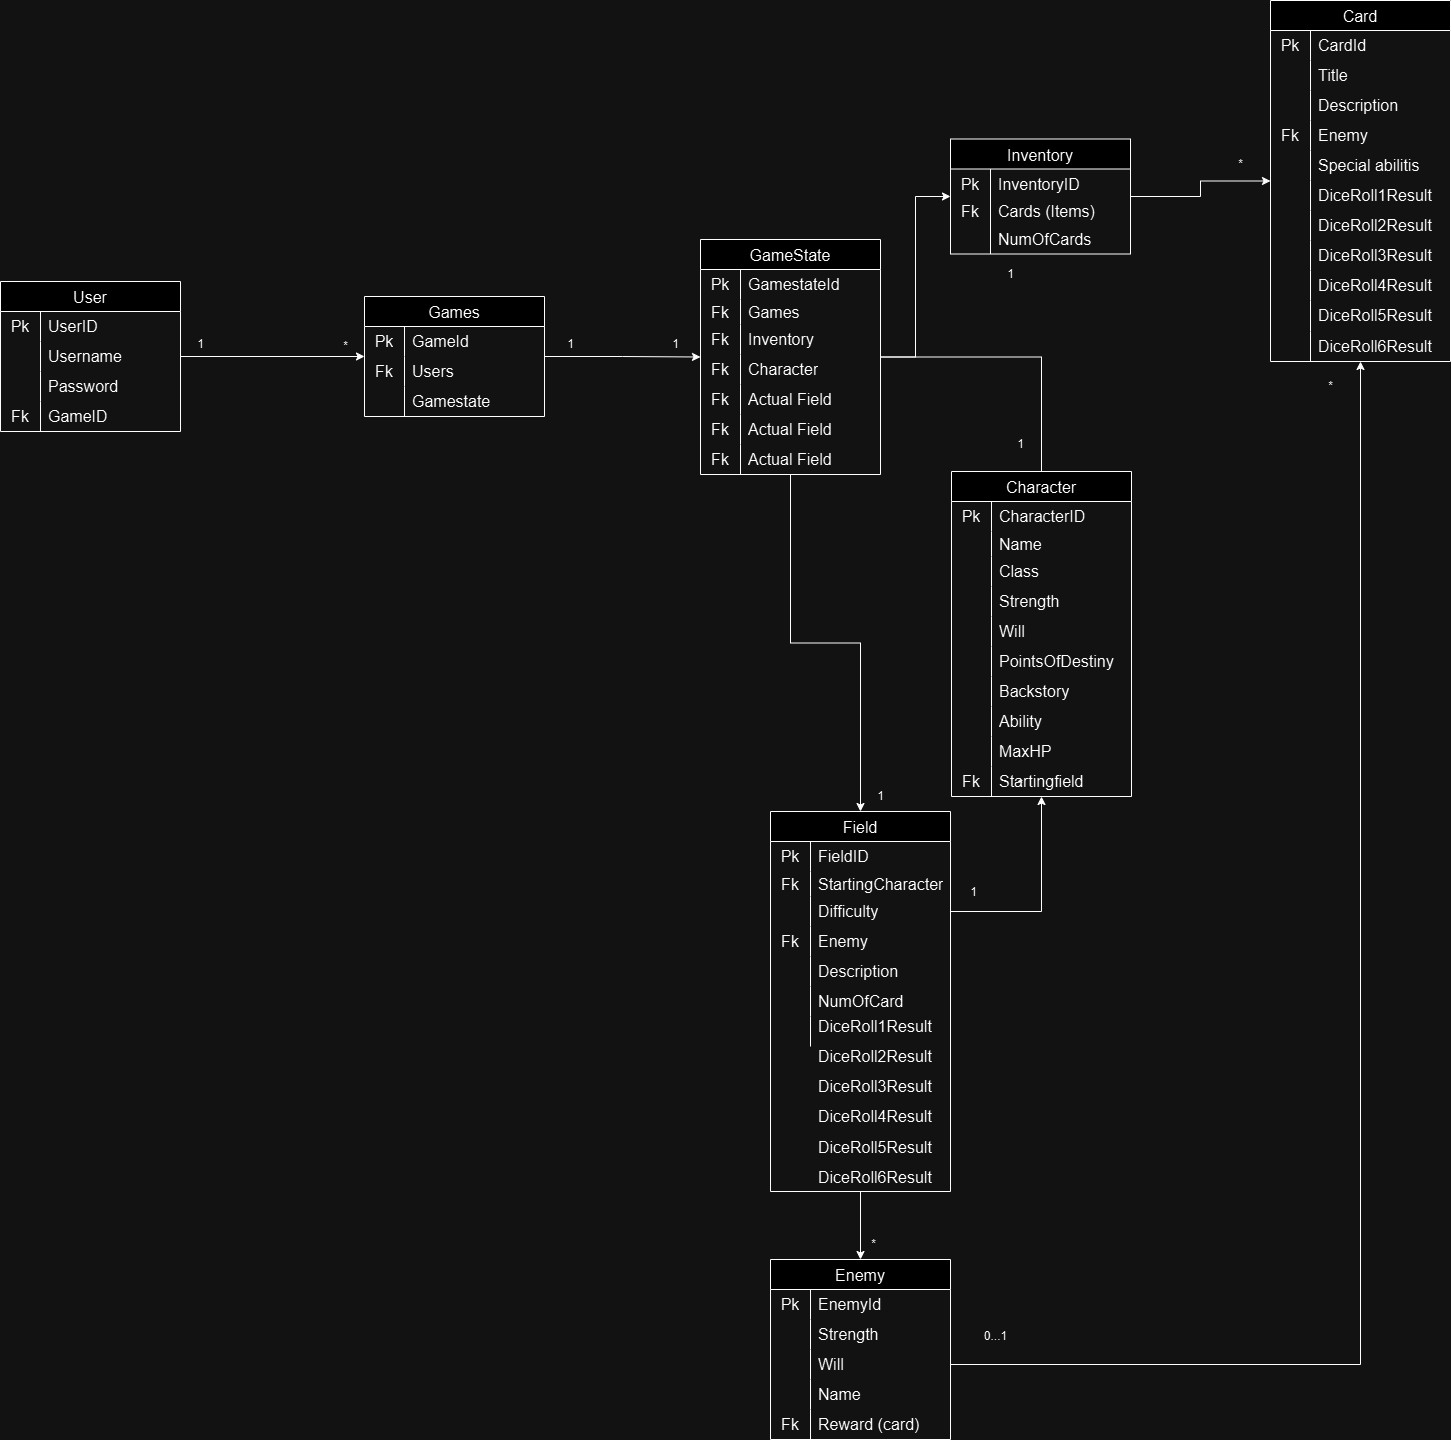 Card
Pk CardId
Title
Description
Fk Enemy
Special abilitis
DiceRoll1Result
DiceRoll2Result
DiceRoll3Result
DiceRoll4Result
DiceRoll5Result
DiceRoll6Result
*
*
Inventory
Pk InventoryID
Fk Cards (Items)
NumOfCards
1
GameState
Pk GamestateId
Fk Games
Fk Inventory
Fk Character
Fk Actual Field
Fk Actual Field
Fk Actual Field
User
Pk UserID
Username
Password
Fk GameID
1
*
Games
Pk GameId
Fk Users
Gamestate
1
1
1
Character
Pk CharacterID
Name
Class
Strength
Will
PointsOfDestiny
Backstory
Ability
MaxHP
Fk Startingfield
1
Field
Pk FieldID
Fk StartingCharacter
Difficulty
Fk Enemy
Description
NumOfCard
DiceRoll1Result
DiceRoll2Result
DiceRoll3Result
DiceRoll4Result
DiceRoll5Result
DiceRoll6Result
1
*
Enemy
Pk EnemyId
Strength
Will
Name
Fk Reward (card)
0...1